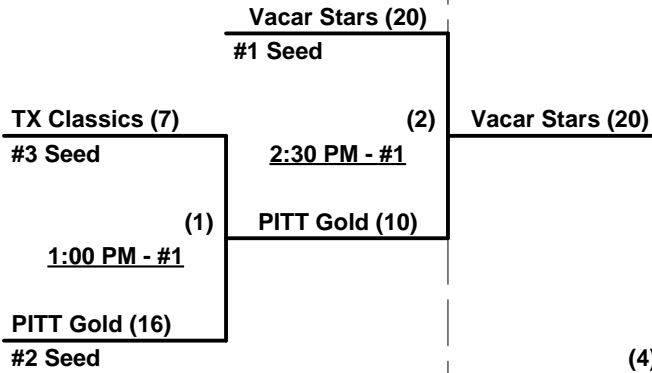 Vacar Stars (20)
#1 Seed
TX Classics (7)
(2)
Vacar Stars (20)
#3 Seed
2:30 PM - #1
(1)
PITT Gold (10)
1:00 PM - #1
PITT Gold (16)
#2 Seed
(4)